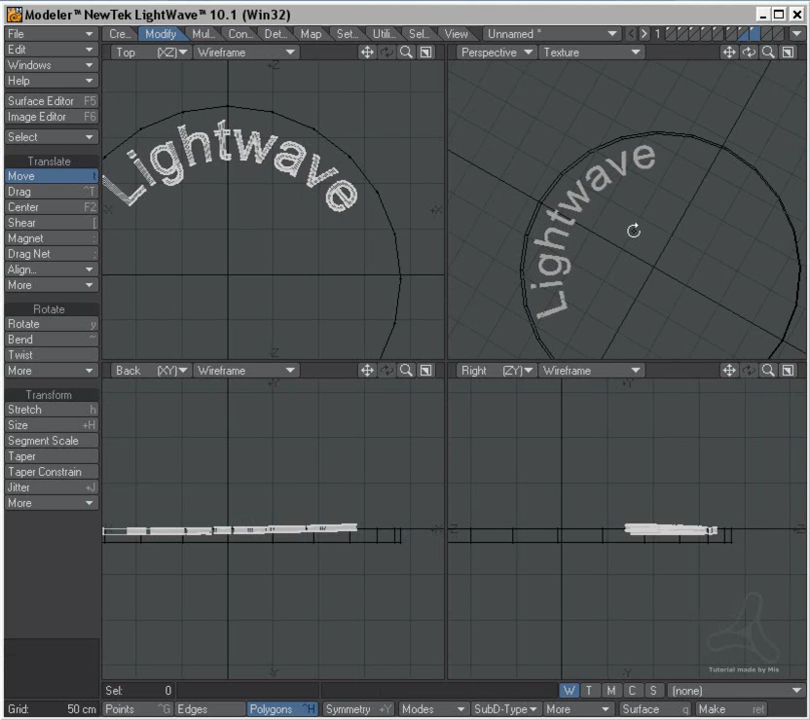 Modeler™ NewTek LightWave™ 10.1 (Win32)
File
Cre... Modify Mul... Con... Det... Map Set... Utili... Sel... View Unnamed * 1
Edit
Windows
Help
Surface Editor F5
Image Editor F6
Select
Translate
Move t
Drag ^T
Center F2
Shear [
Magnet :
Drag Net ;
Align...
More
Rotate
Rotate y
Bend ~
Twist
More
Transform
Stretch h
Size +H
Segment Scale
Taper
Taper Constrain
Jitter +J
More
Top (XZ) Wireframe
Perspective Texture
Lightwave
Lightwave
Back (XY) Wireframe
Right (ZY) Wireframe
Tutorial made by Mis
Sel: 0
W T M C S (none)
Grid: 50 cm Points ^G Edges Polygons ^H Symmetry +Y Modes SubD-Type More Surface q Make ret